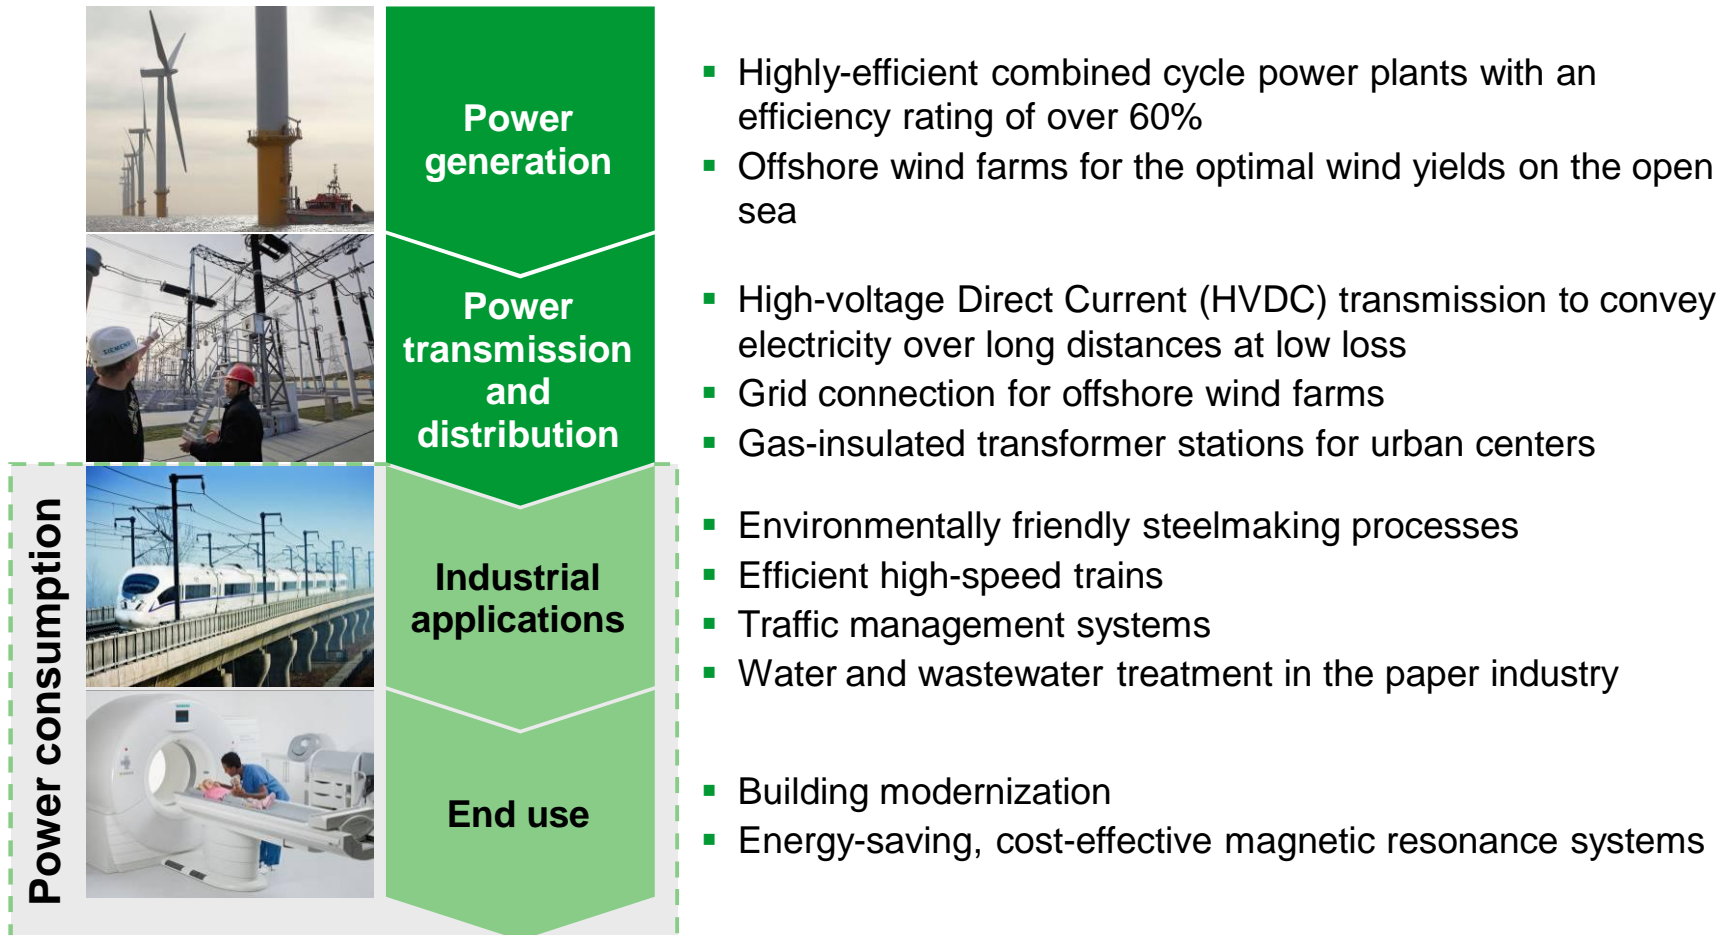 Power
generation
▪ Highly-efficient combined cycle power plants with an
efficiency rating of over 60%
▪ Offshore wind farms for the optimal wind yields on the open
sea
Power
transmission
and
distribution
▪ High-voltage Direct Current (HVDC) transmission to convey
electricity over long distances at low loss
▪ Grid connection for offshore wind farms
▪ Gas-insulated transformer stations for urban centers
SIEMENS
Power consumption
Industrial
applications
▪ Environmentally friendly steelmaking processes
▪ Efficient high-speed trains
▪ Traffic management systems
▪ Water and wastewater treatment in the paper industry
End use
▪ Building modernization
▪ Energy-saving, cost-effective magnetic resonance systems